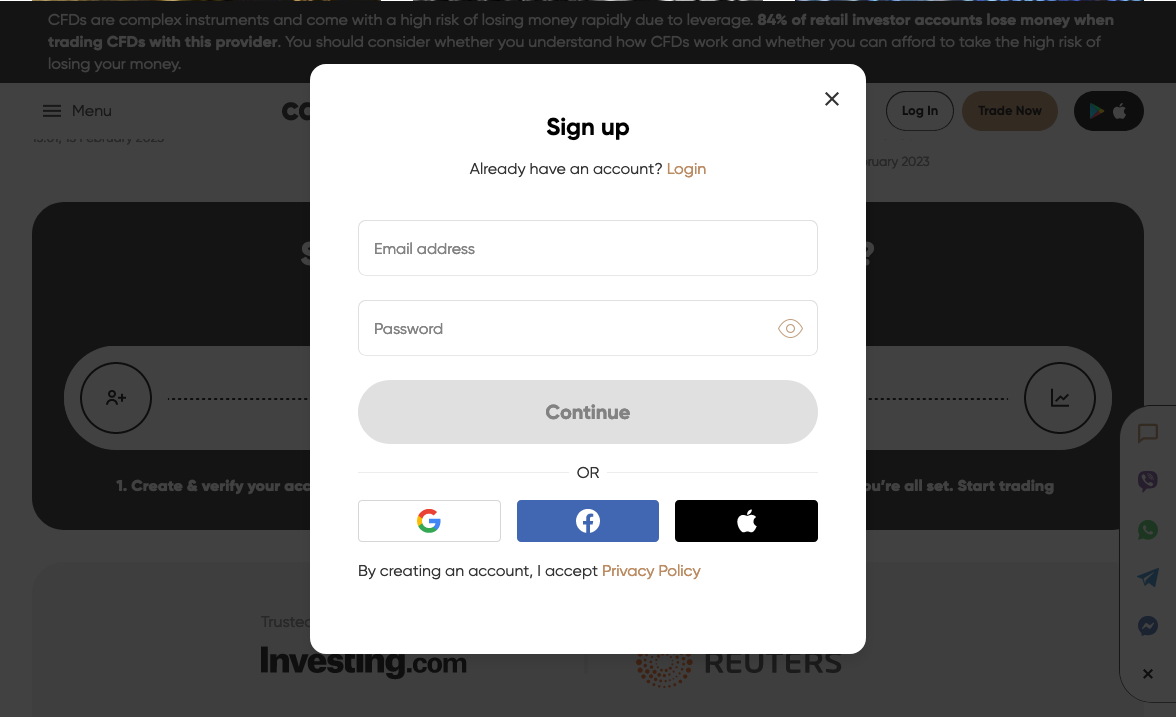 CFDs are complex instruments and come with a high risk of losing money rapidly due to leverage. 84% of retail investor accounts lose money when
trading CFDs with this provider. You should consider whether you understand how CFDs work and whether you can afford to take the high risk of
losing your money.
Menu
Log In
Trade Now
Sign up
Already have an account? Login
Email address
Password
Continue
OR
1. Create & verify your
you're all set. Start trading
By creating an account, I accept Privacy Policy
Trusted
Investing.com
REUTERS